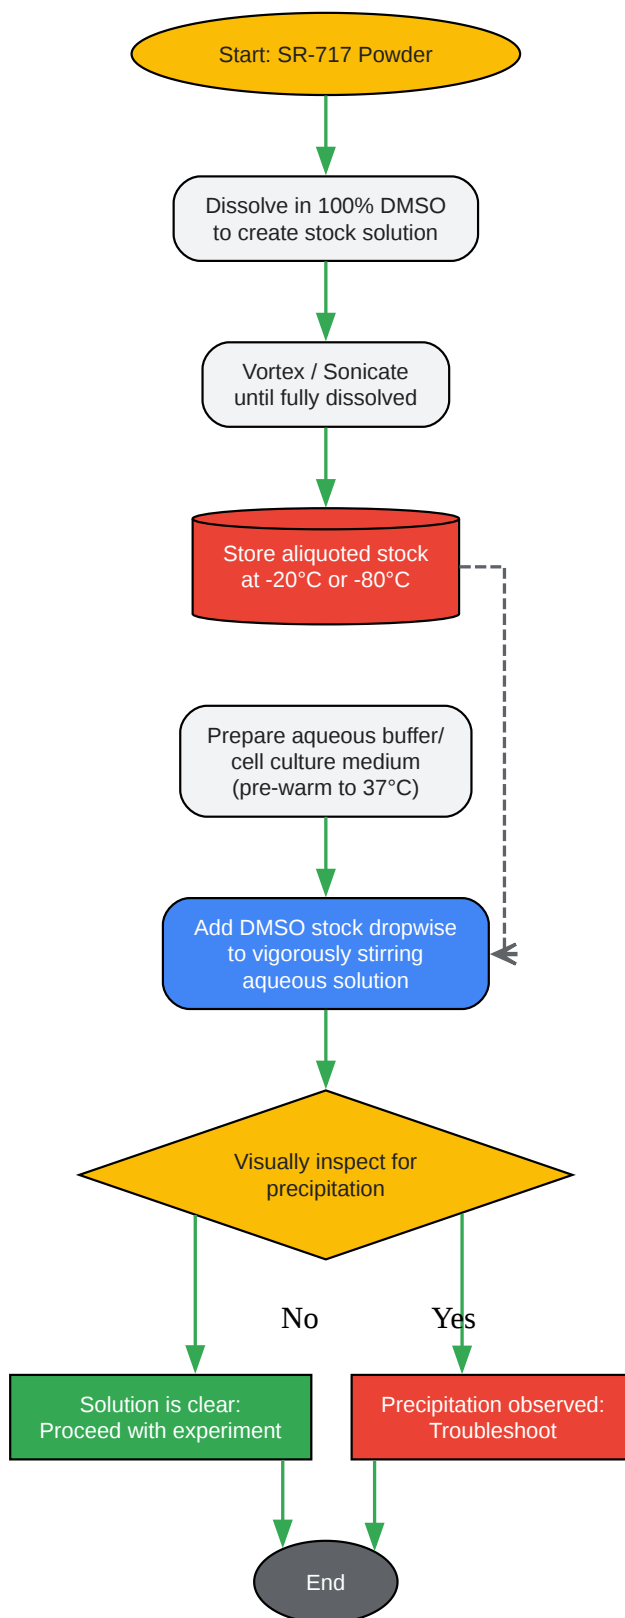 Start: SR-717 Powder
Dissolve in 100% DMSO
to create stock solution
Vortex / Sonicate
until fully dissolved
Store aliquoted stock
at -20°C or -80°C
Prepare aqueous buffer/
cell culture medium
(pre-warm to 37°C)
Add DMSO stock dropwise
to vigorously stirring
aqueous solution
Visually inspect for
precipitation
No
Yes
Solution is clear:
Proceed with experiment
Precipitation observed:
Troubleshoot
End